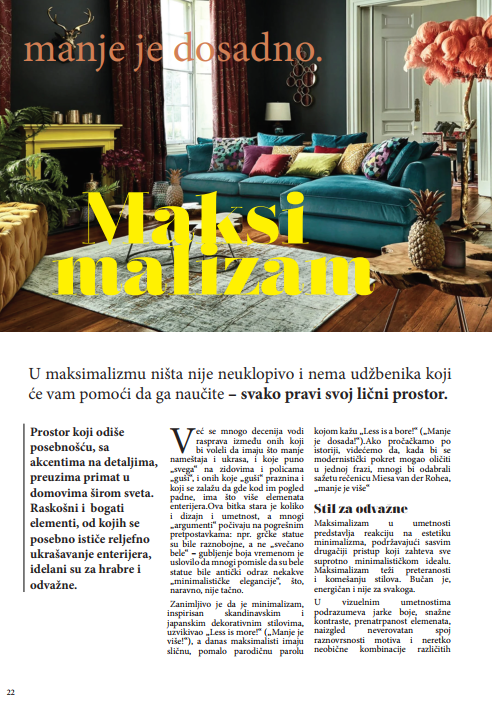 manje je dosadno.
Maksi
malizam
U maksimalizmu ništa nije neuklopivo i nema udžbenika koji
će vam pomoći da ga naučite – svako pravi svoj lični prostor.
Prostor koji odiše
posebnošću, sa
akcentima na detaljima,
preuzima primat u
domovima širom sveta.
Raskošni i bogati
elementi, od kojih se
posebno ističe reljefno
ukrašavanje enterijera,
idelani su za hrabre i
odvažne.
Već se mnogo decenija vodi
rasprava između onih koji
bi voleli da imaju što manje
nameštaja i ukrasa, i koje puno
„svega" na zidovima i policama
„guši", i onih koje „guši" praznina i
koji se zalažu da gde kod im pogled
padne, ima što više elemenata
enterijera.Ova bitka stara je koliko
i dizajn i umetnost, a mnogi
„argumenti" počivaju na pogrešnim
pretpostavkama: npr. grčke statue
su bile raznobojne, a ne „svečano
bele" – gubljenje boja vremenom je
uslovilo da mnogi pomisle da su bele
statue bile antički odraz nekakve
„minimalističke elegancije", što,
naravno, nije tačno.
Zanimljivo je da je minimalizam,
inspirisan skandinavskim i
japanskim dekorativnim stilovima,
uzvikivao „Less is more!" („Manje je
više!"), a danas maksimalisti imaju
sličnu, pomalo parodičnu parolu
kojom kažu „Less is a bore!" („Manje
je dosada!").Ako pročačkamo po
istoriji, videćemo da, kada bi se
modernistički pokret mogao oličiti
u jednoj frazi, mnogi bi odabrali
sažetu rečenicu Miesa van der Rohea,
„manje je više"
Stil za odvažne
Maksimalizam u umetnosti
predstavlja reakciju na estetiku
minimalizma, podržavajući sasvim
drugačiji pristup koji zahteva sve
suprotno minimalističkom idealu.
Maksimalizam teži preteranosti
i komešanju stilova. Bučan je,
energičan i nije za svakoga.
U vizuelnim umetnostima
podrazumeva jarke boje, snažne
kontraste, prenatrpanost elemenata,
naizgled neverovatan spoj
raznovrsnosti motiva i neretko
neobične kombinacije različitih
22